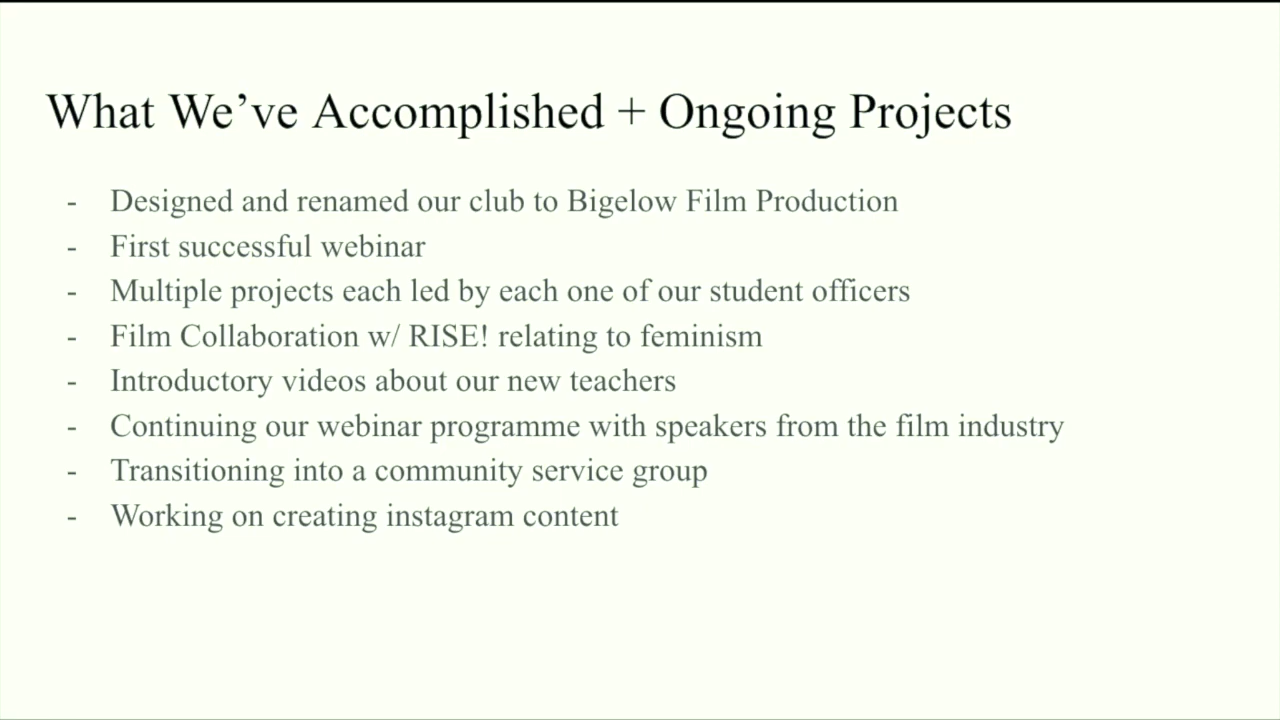 What We’ve Accomplished + Ongoing Projects
- Designed and renamed our club to Bigelow Film Production
- First successful webinar
- Multiple projects each led by each one of our student officers
- Film Collaboration w/ RISE! relating to feminism
- Introductory videos about our new teachers
- Continuing our webinar programme with speakers from the film industry
- Transitioning into a community service group
- Working on creating instagram content